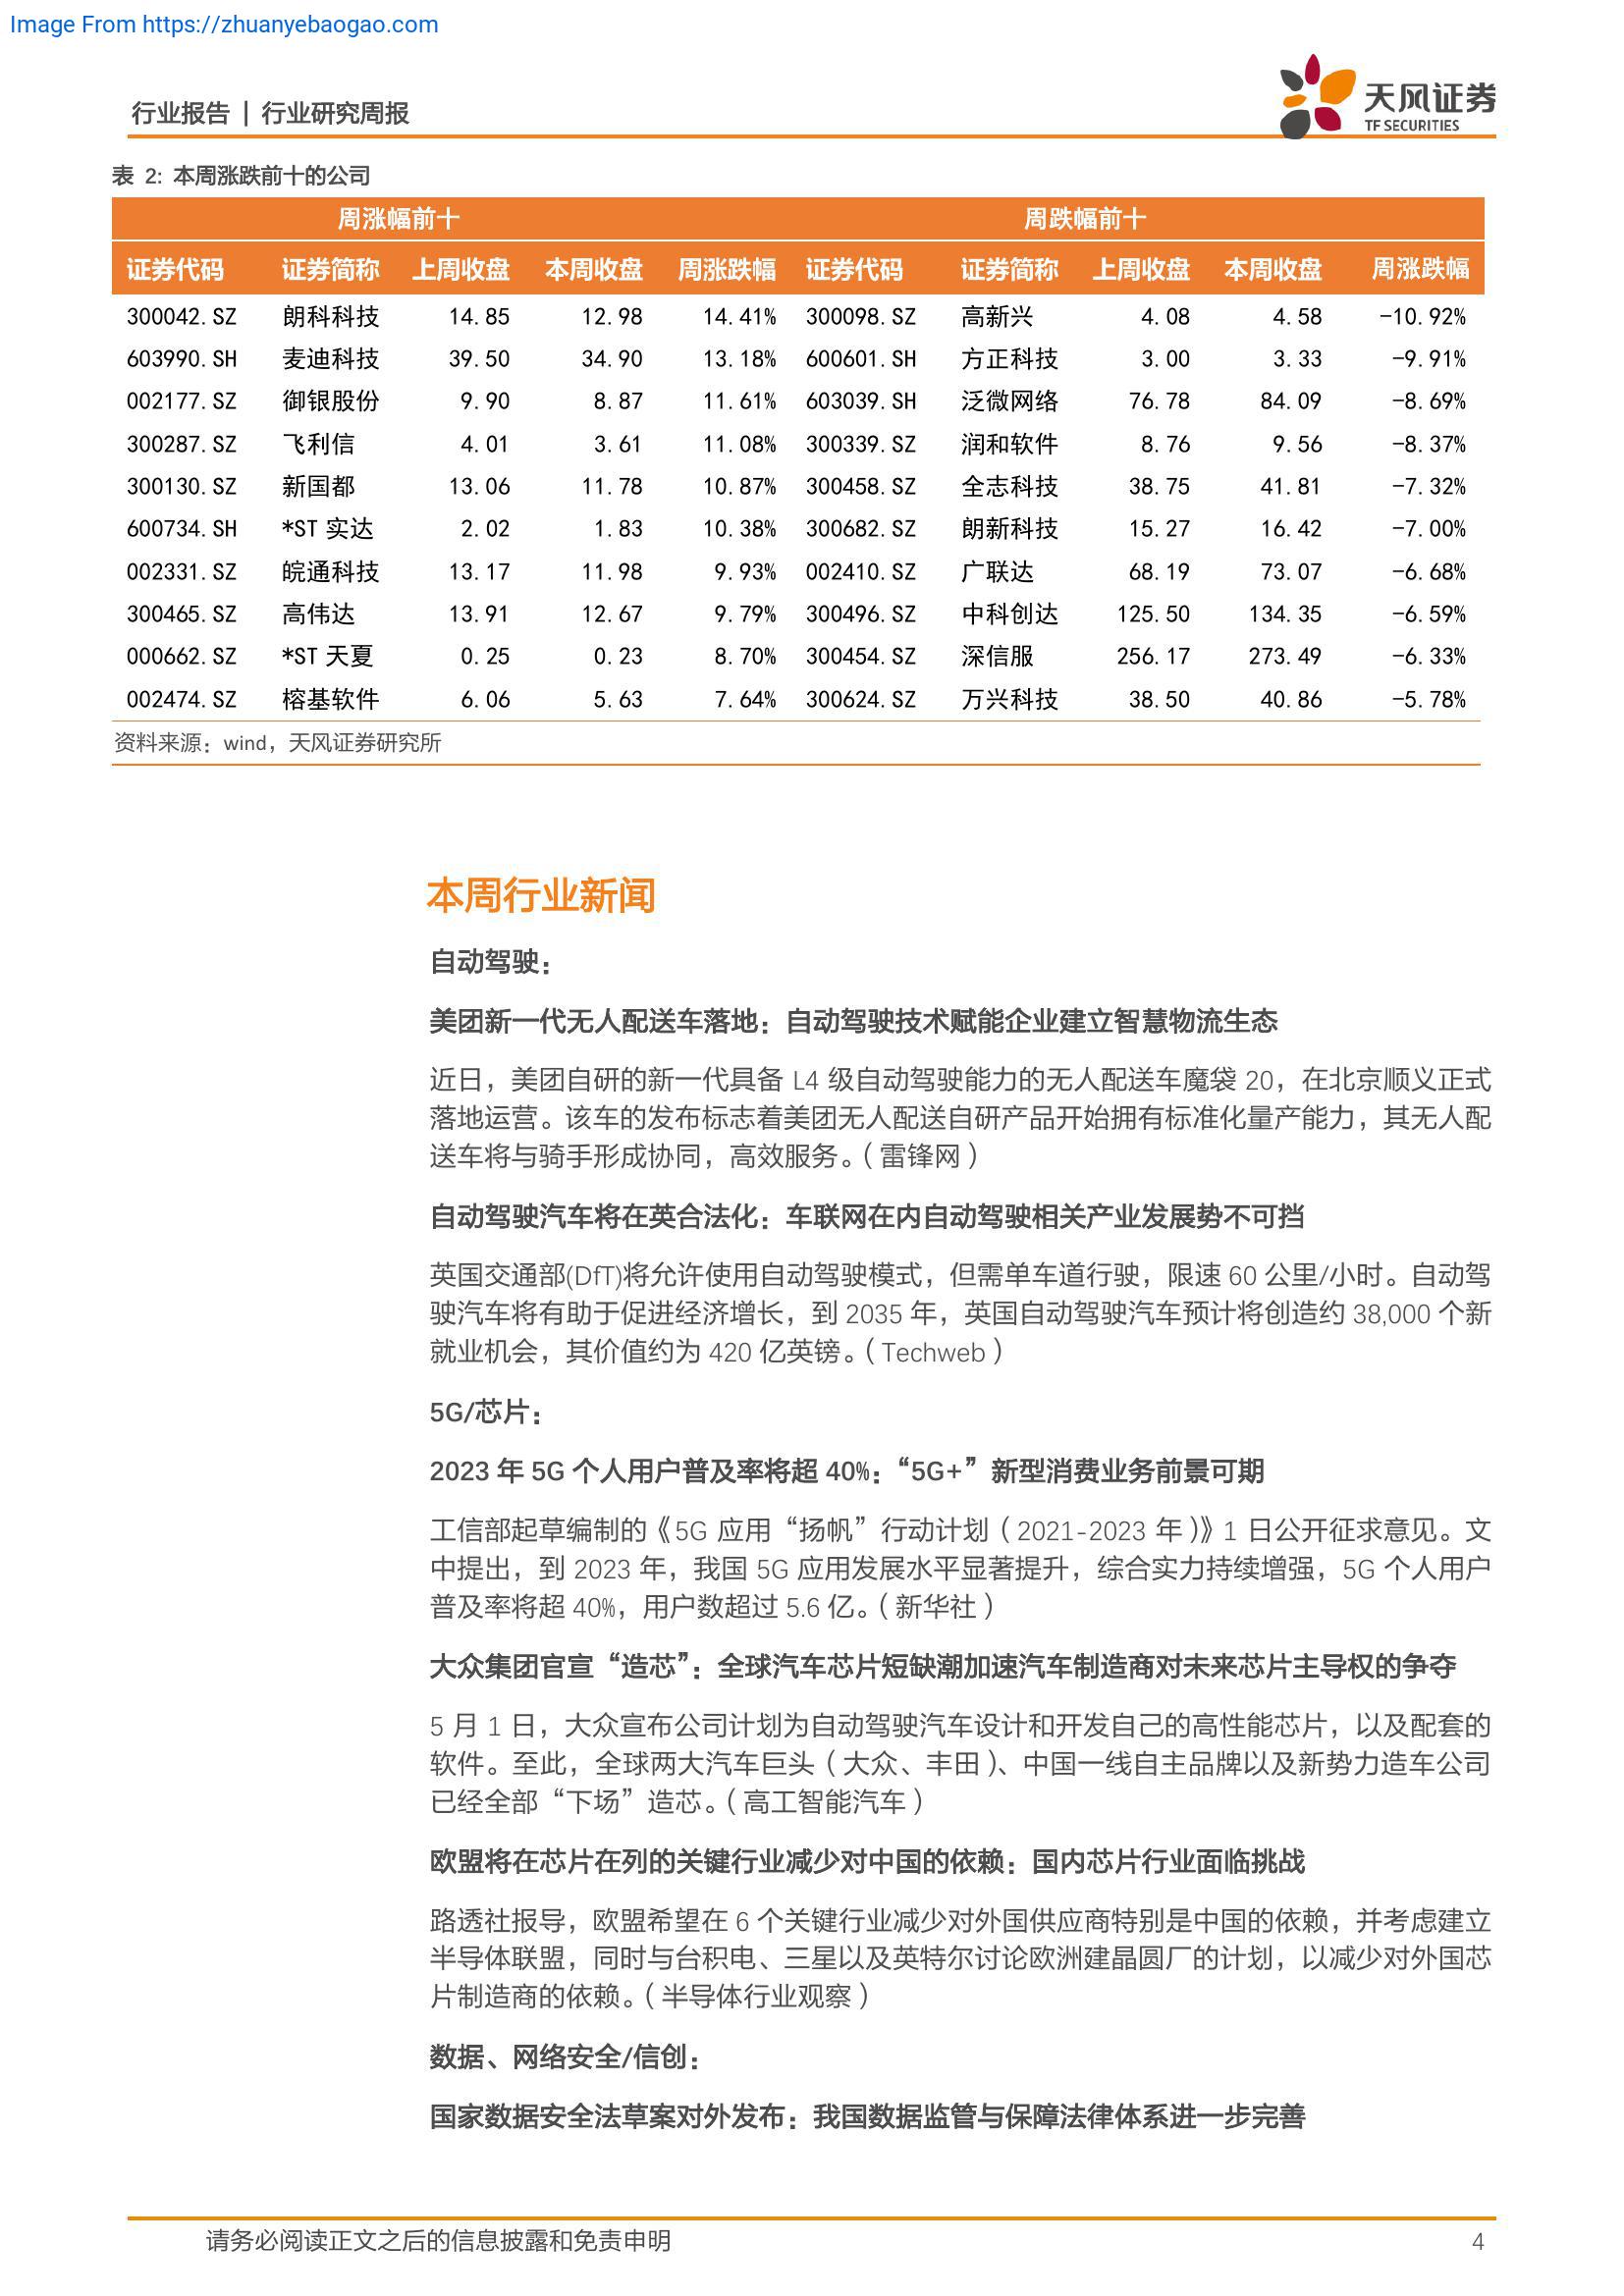 Image From https://zhuanyebaogao.com
行业报告 | 行业研究周报
天风证券
TF SECURITIES
表 2: 本周涨跌前十的公司
周涨幅前十 周跌幅前十
证券代码 证券简称 上周收盘 本周收盘 周涨跌幅 证券代码 证券简称 上周收盘 本周收盘 周涨跌幅
300042.SZ 朗科科技 14.85 12.98 14.41% 300098.SZ 高新兴 4.08 4.58 -10.92%
603990.SH 麦迪科技 39.50 34.90 13.18% 600601.SH 方正科技 3.00 3.33 -9.91%
002177.SZ 御银股份 9.90 8.87 11.61% 603039.SH 泛微网络 76.78 84.09 -8.69%
300287.SZ 飞利信 4.01 3.61 11.08% 300339.SZ 润和软件 8.76 9.56 -8.37%
300130.SZ 新国都 13.06 11.78 10.87% 300458.SZ 全志科技 38.75 41.81 -7.32%
600734.SH *ST 实达 2.02 1.83 10.38% 300682.SZ 朗新科技 15.27 16.42 -7.00%
002331.SZ 皖通科技 13.17 11.98 9.93% 002410.SZ 广联达 68.19 73.07 -6.68%
300465.SZ 高伟达 13.91 12.67 9.79% 300496.SZ 中科创达 125.50 134.35 -6.59%
000662.SZ *ST 天夏 0.25 0.23 8.70% 300454.SZ 深信服 256.17 273.49 -6.33%
002474.SZ 榕基软件 6.06 5.63 7.64% 300624.SZ 万兴科技 38.50 40.86 -5.78%
资料来源：wind，天风证券研究所
本周行业新闻
自动驾驶：
美团新一代无人配送车落地：自动驾驶技术赋能企业建立智慧物流生态
近日，美团自研的新一代具备 L4 级自动驾驶能力的无人配送车魔袋 20，在北京顺义正式
落地运营。该车的发布标志着美团无人配送自研产品开始拥有标准化量产能力，其无人配
送车将与骑手形成协同，高效服务。（雷锋网）
自动驾驶汽车将在英合法化：车联网在内自动驾驶相关产业发展势不可挡
英国交通部(DfT)将允许使用自动驾驶模式，但需单车道行驶，限速 60 公里/小时。自动驾
驶汽车将有助于促进经济增长，到 2035 年，英国自动驾驶汽车预计将创造约 38,000 个新
就业机会，其价值约为 420 亿英镑。（Techweb）
5G/芯片：
2023 年 5G 个人用户普及率将超 40%：“5G+”新型消费业务前景可期
工信部起草编制的《5G 应用“扬帆”行动计划（2021-2023 年）》1 日公开征求意见。文
中提出，到 2023 年，我国 5G 应用发展水平显著提升，综合实力持续增强，5G 个人用户
普及率将超 40%，用户数超过 5.6 亿。（新华社）
大众集团官宣“造芯”：全球汽车芯片短缺潮加速汽车制造商对未来芯片主导权的争夺
5 月 1 日，大众宣布公司计划为自动驾驶汽车设计和开发自己的高性能芯片，以及配套的
软件。至此，全球两大汽车巨头（大众、丰田）、中国一线自主品牌以及新势力造车公司
已经全部“下场”造芯。（高工智能汽车）
欧盟将在芯片在列的关键行业减少对中国的依赖：国内芯片行业面临挑战
路透社报导，欧盟希望在 6 个关键行业减少对外国供应商特别是中国的依赖，并考虑建立
半导体联盟，同时与台积电、三星以及英特尔讨论欧洲建晶圆厂的计划，以减少对外国芯
片制造商的依赖。（半导体行业观察）
数据、网络安全/信创：
国家数据安全法草案对外发布：我国数据监管与保障法律体系进一步完善
请务必阅读正文之后的信息披露和免责申明 4